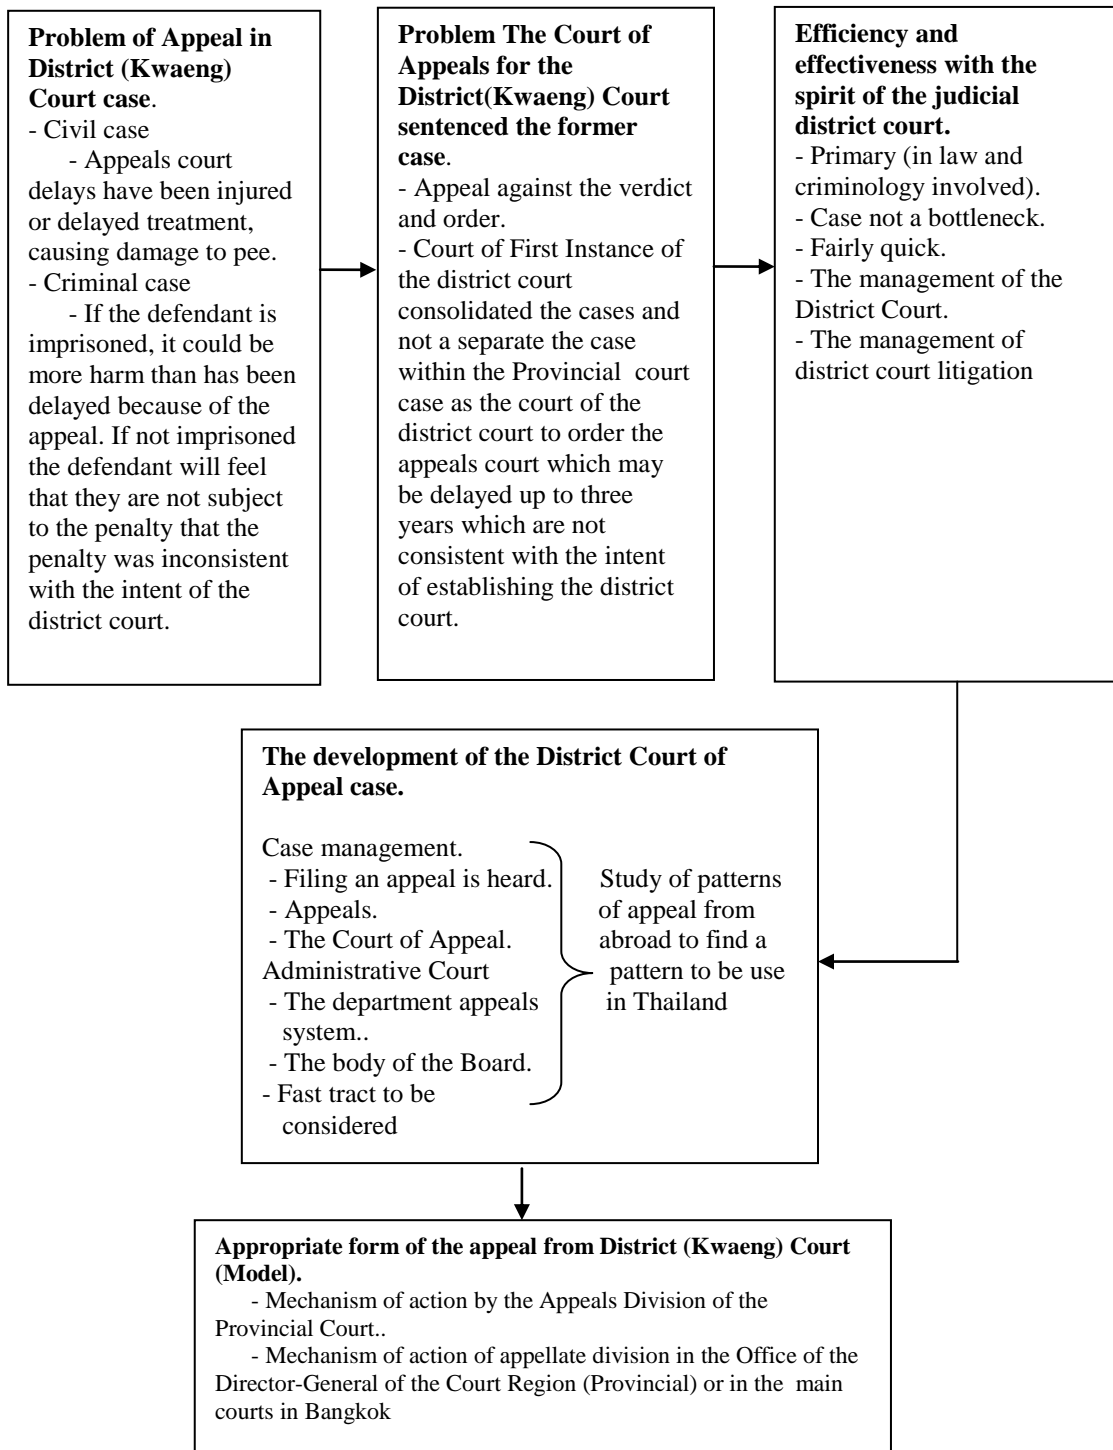 Problem of Appeal in
District (Kwaeng)
Court case.
- Civil case
- Appeals court
delays have been injured
or delayed treatment,
causing damage to pee.
- Criminal case
- If the defendant is
imprisoned, it could be
more harm than has been
delayed because of the
appeal. If not imprisoned
the defendant will feel
that they are not subject
to the penalty that the
penalty was inconsistent
with the intent of the
district court.
Problem The Court of
Appeals for the
District(Kwaeng) Court
sentenced the former
case.
- Appeal against the verdict
and order.
- Court of First Instance of
the district court
consolidated the cases and
not a separate the case
within the Provincial court
case as the court of the
district court to order the
appeals court which may
be delayed up to three
years which are not
consistent with the intent
of establishing the district
court.
Efficiency and
effectiveness with the
spirit of the judicial
district court.
- Primary (in law and
criminology involved).
- Case not a bottleneck.
- Fairly quick.
- The management of the
District Court.
- The management of
district court litigation
The development of the District Court of
Appeal case.
Case management.
- Filing an appeal is heard.
- Appeals.
- The Court of Appeal.
Administrative Court
- The department appeals
system..
- The body of the Board.
- Fast tract to be
considered
Study of patterns
of appeal from
abroad to find a
pattern to be use
in Thailand
Appropriate form of the appeal from District (Kwaeng) Court
(Model).
- Mechanism of action by the Appeals Division of the
Provincial Court..
- Mechanism of action of appellate division in the Office of the
Director-General of the Court Region (Provincial) or in the main
courts in Bangkok